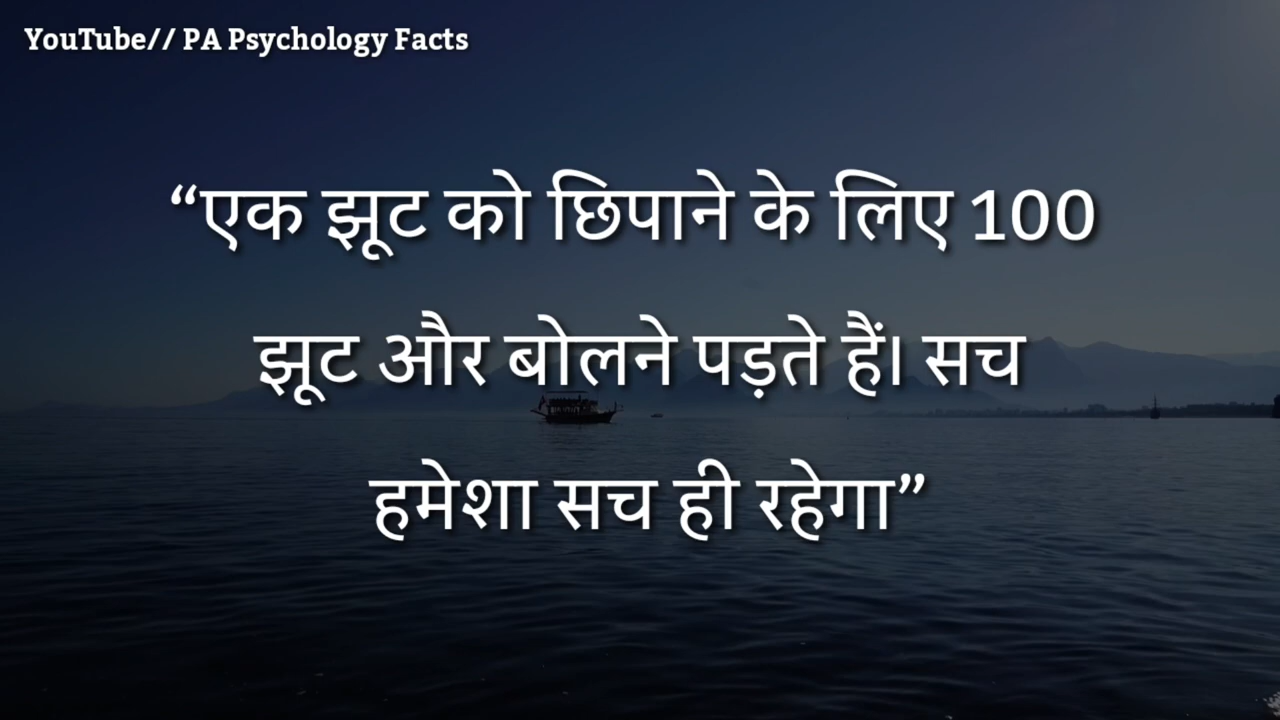 YouTube// PA Psychology Facts
“एक झूट को छिपाने के लिए 100
झूट और बोलने पड़ते हैं। सच
हमेशा सच ही रहेगा”